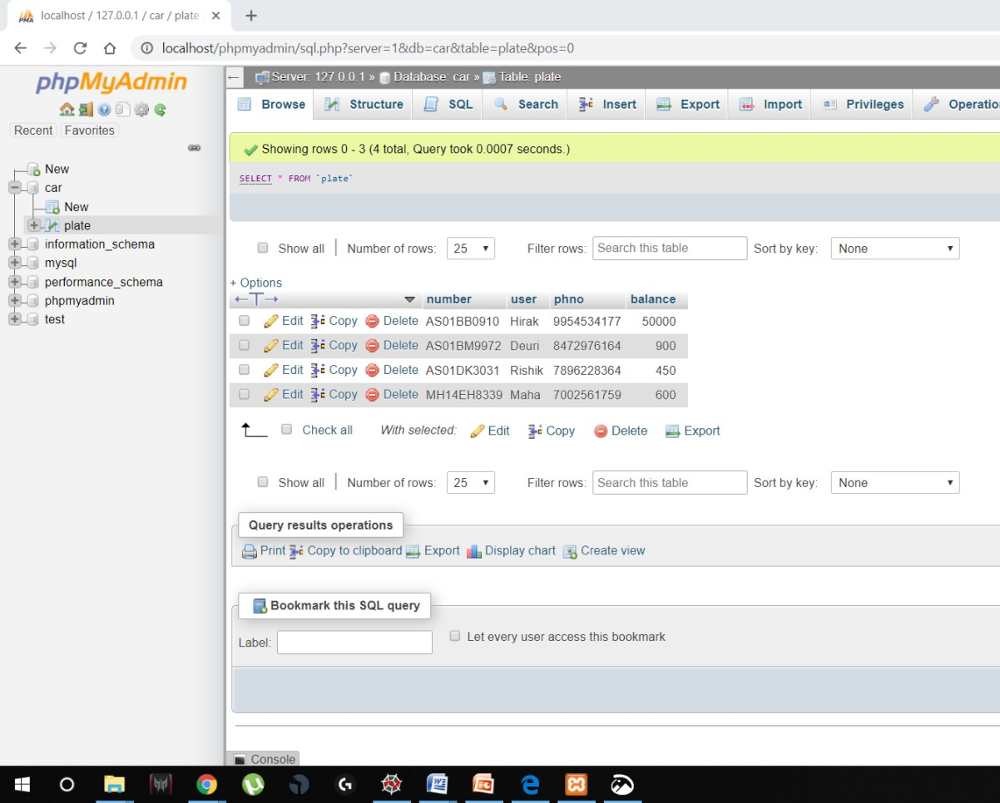 localhost / 127.0.0.1 / car / plate
localhost/phpmyadmin/sql.php?server=1&db=car&table=plate&pos=0
phpMyAdmin
Recent Favorites
New
car
New
plate
information_schema
mysql
performance_schema
phpmyadmin
test
Server: 127.0.0.1 » Database: car » Table: plate
Browse Structure SQL Search Insert Export Import Privileges Operatio
Showing rows 0 - 3 (4 total, Query took 0.0007 seconds.)
SELECT * FROM `plate`
Show all | Number of rows: 25 Filter rows: Search this table Sort by key: None
+ Options
←T→ number user phno balance
Edit Copy Delete AS01BB0910 Hirak 9954534177 50000
Edit Copy Delete AS01BM9972 Deuri 8472976164 900
Edit Copy Delete AS01DK3031 Rishik 7896228364 450
Edit Copy Delete MH14EH8339 Maha 7002561759 600
Check all With selected: Edit Copy Delete Export
Show all | Number of rows: 25 Filter rows: Search this table Sort by key: None
Query results operations
Print Copy to clipboard Export Display chart Create view
Bookmark this SQL query
Label: Let every user access this bookmark
Console